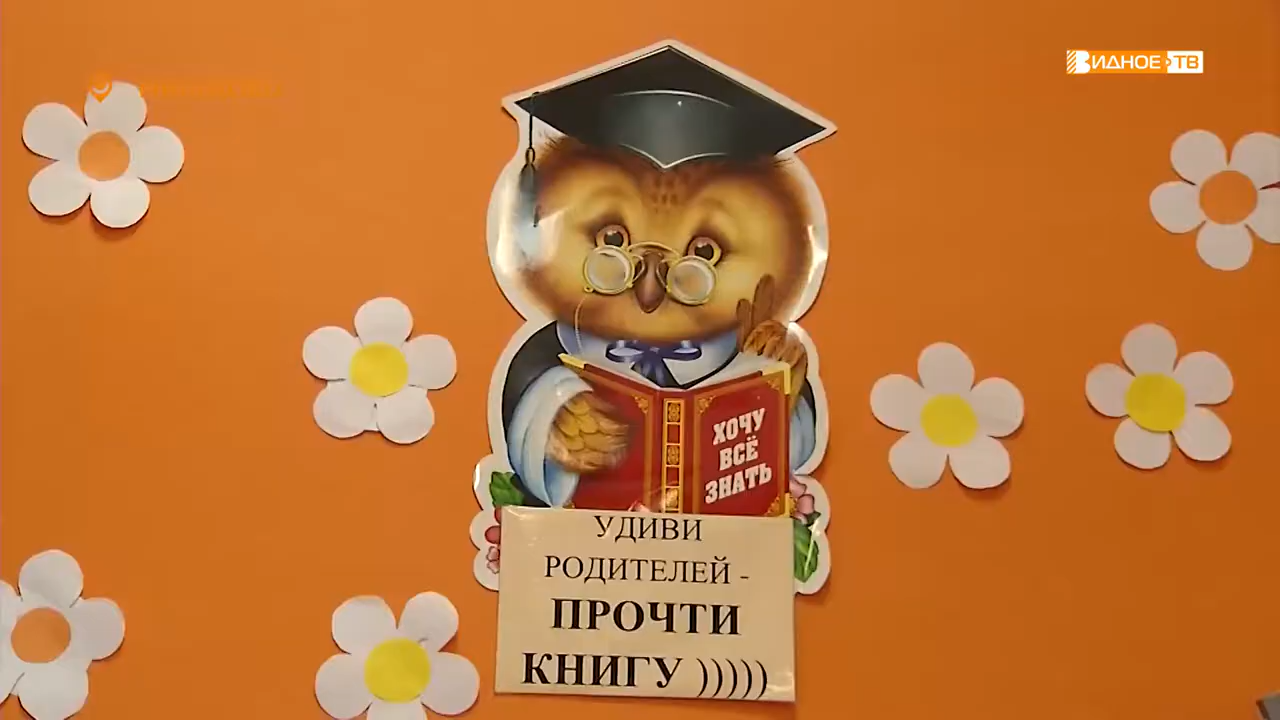 ВИДНОЕ ТВ
ХОЧУ
ВСЁ
ЗНАТЬ
УДИВИ
РОДИТЕЛЕЙ -
ПРОЧТИ
КНИГУ )))))